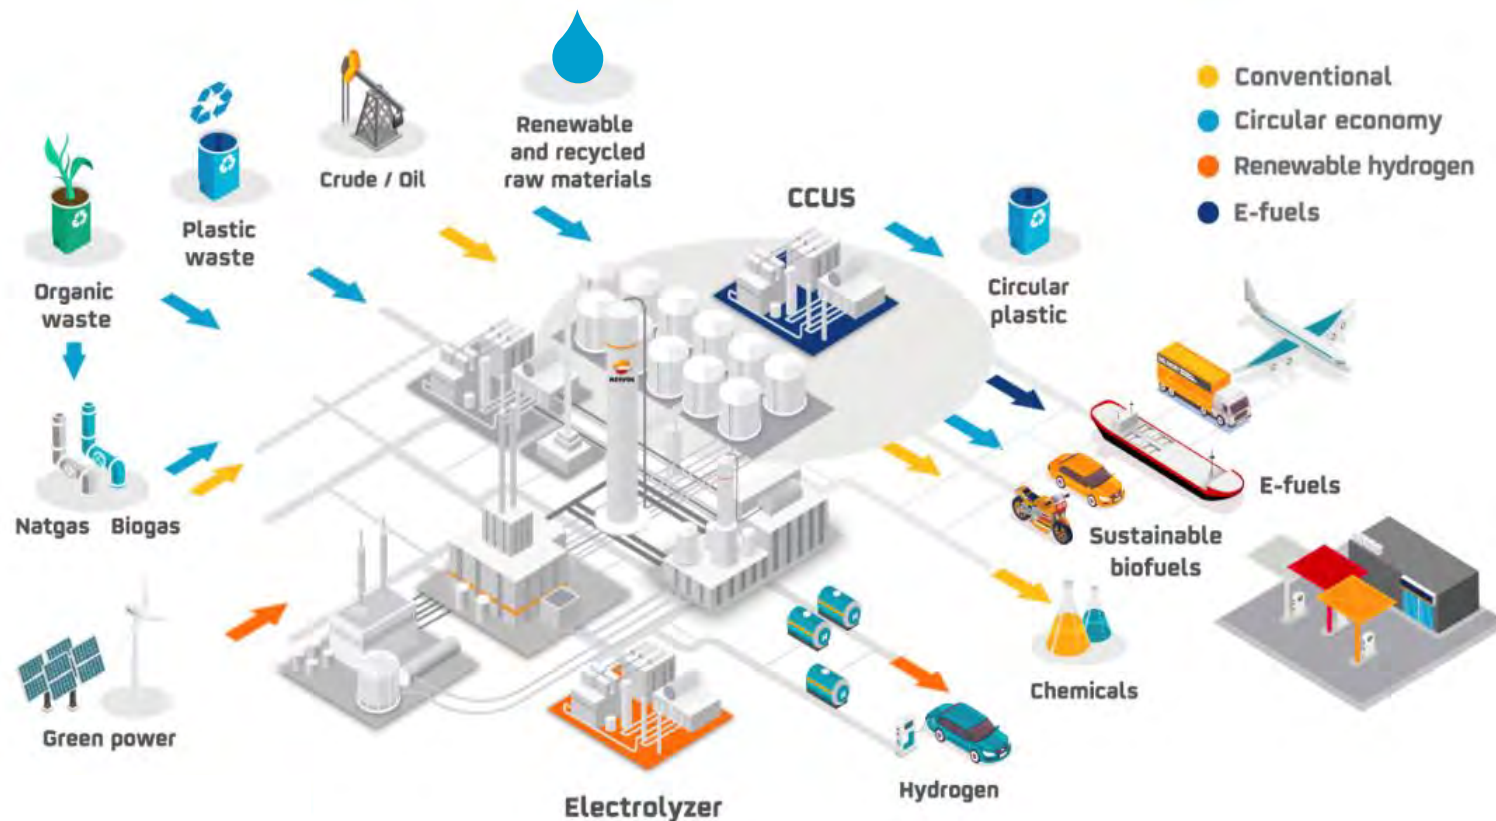 Conventional
Circular economy
Renewable hydrogen
E-fuels
Renewable
and recycled
raw materials
Crude / Oil
Plastic
waste
Organic
waste
CCUS
Circular
plastic
REPSOL
Natgas
Biogas
E-fuels
Sustainable
biofuels
Chemicals
Green power
Hydrogen
Electrolyzer